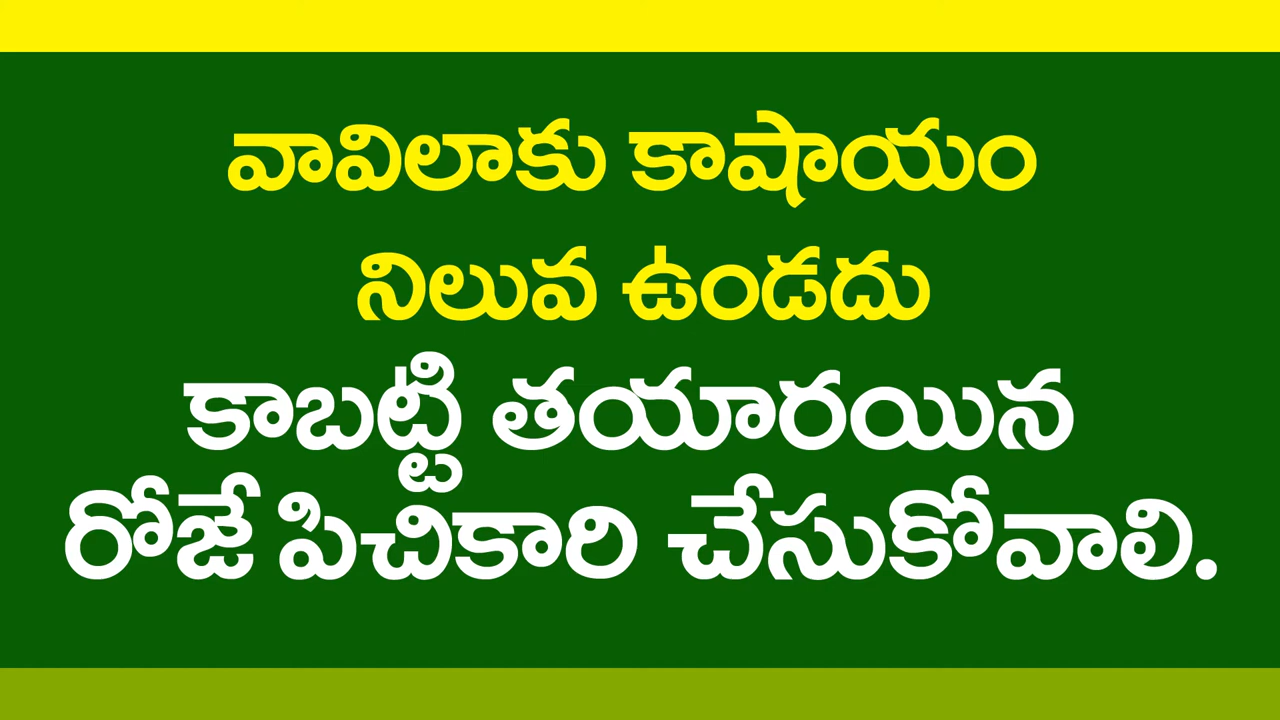 వావిలాకు కాషాయం
నిలువ ఉండదు
కాబట్టి తయారయిన
రోజే పిచికారి చేసుకోవాలి.